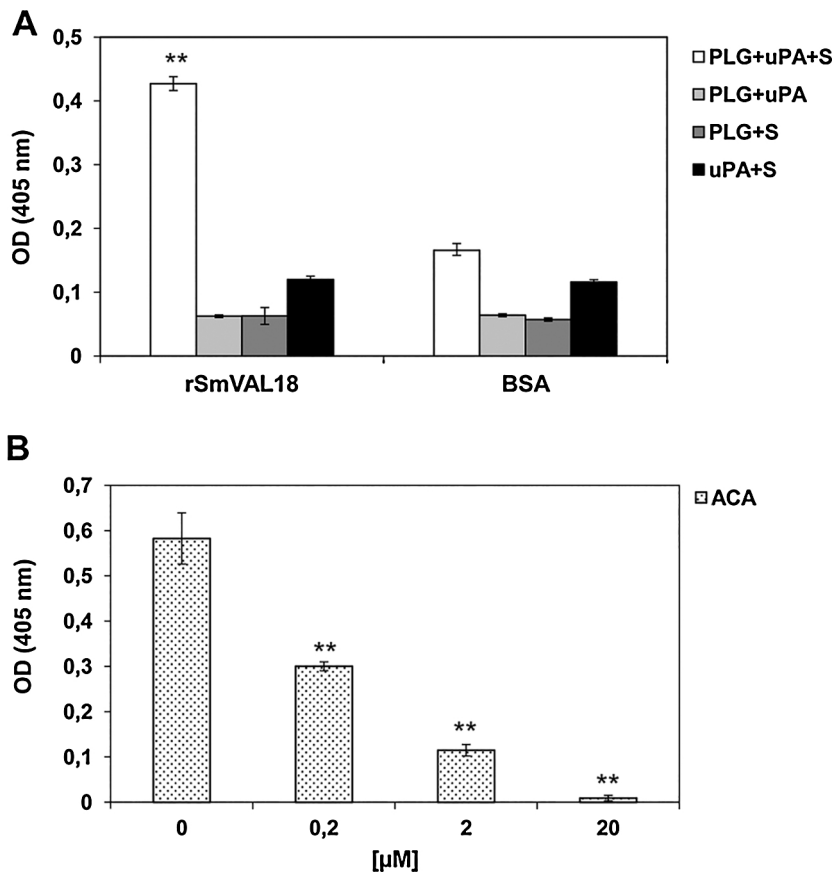 A
OD (405 nm)
0,5
0,4
0,3
0,2
0,1
0
**
rSmVAL18
BSA
PLG+uPA+S
PLG+uPA
PLG+S
uPA+S
B
OD (405 nm)
0,7
0,6
0,5
0,4
0,3
0,2
0,1
0
**
**
**
0
0,2
2
20
[µM]
ACA